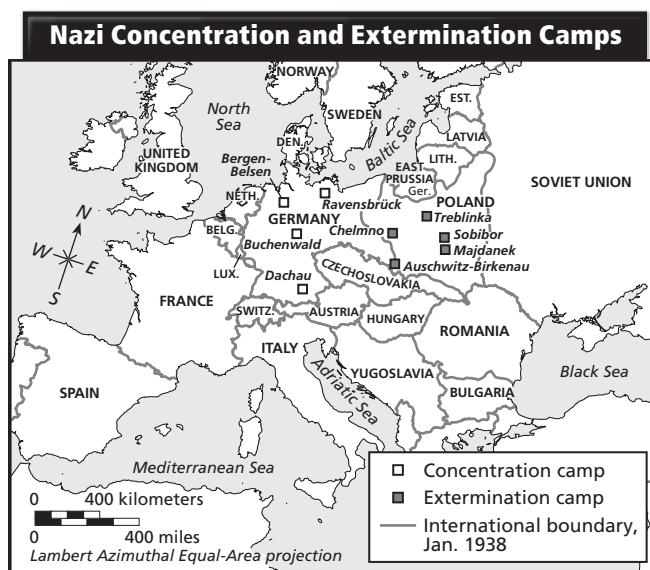 Nazi Concentration and Extermination Camps
NORWAY
North
Sea
SWEDEN
EST.
LATVIA
LITH.
Baltic Sea
DEN.
UNITED
KINGDOM
Bergen-
Belsen
EAST
PRUSSIA
Ger.
SOVIET UNION
NETH.
Ravensbrück
POLAND
Treblinka
GERMANY
Chelmno
BELG.
Buchenwald
Sobibor
Majdanek
Auschwitz-Birkenau
N
W
E
S
LUX.
Dachau
CZECHOSLOVAKIA
FRANCE
SWITZ.
AUSTRIA
HUNGARY
ROMANIA
ITALY
Adriatic Sea
YUGOSLAVIA
Black Sea
SPAIN
BULGARIA
Mediterranean Sea
0 400 kilometers
0 400 miles
Lambert Azimuthal Equal-Area projection
Concentration camp
Extermination camp
International boundary,
Jan. 1938